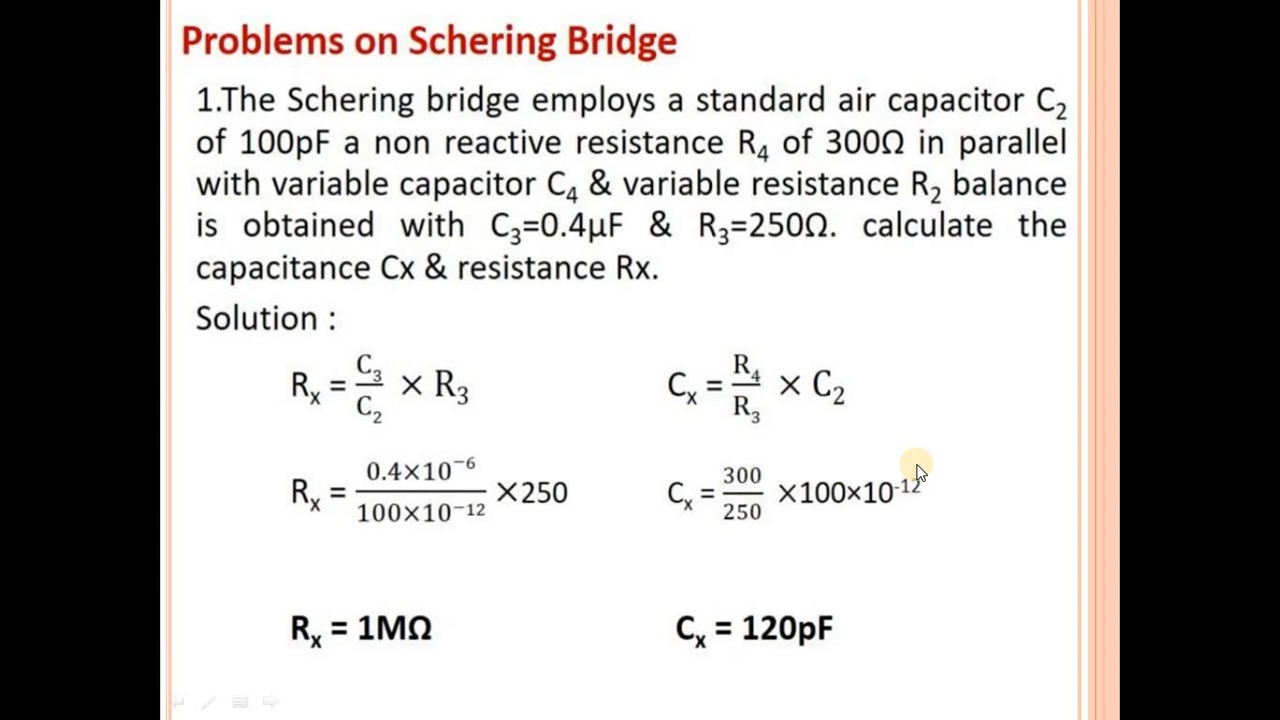 Problems on Schering Bridge
1.The Schering bridge employs a standard air capacitor C₂
of 100pF a non reactive resistance R₄ of 300Ω in parallel
with variable capacitor C₄ & variable resistance R₂ balance
is obtained with C₃=0.4µF & R₃=250Ω. calculate the
capacitance Cx & resistance Rx.
Solution :
Rₓ = C₃/C₂ × R₃
Cₓ = R₄/R₃ × C₂
Rₓ = 0.4×10⁻⁶/100×10⁻¹² ×250
Cₓ = 300/250 ×100×10⁻¹²
Rₓ = 1MΩ
Cₓ = 120pF